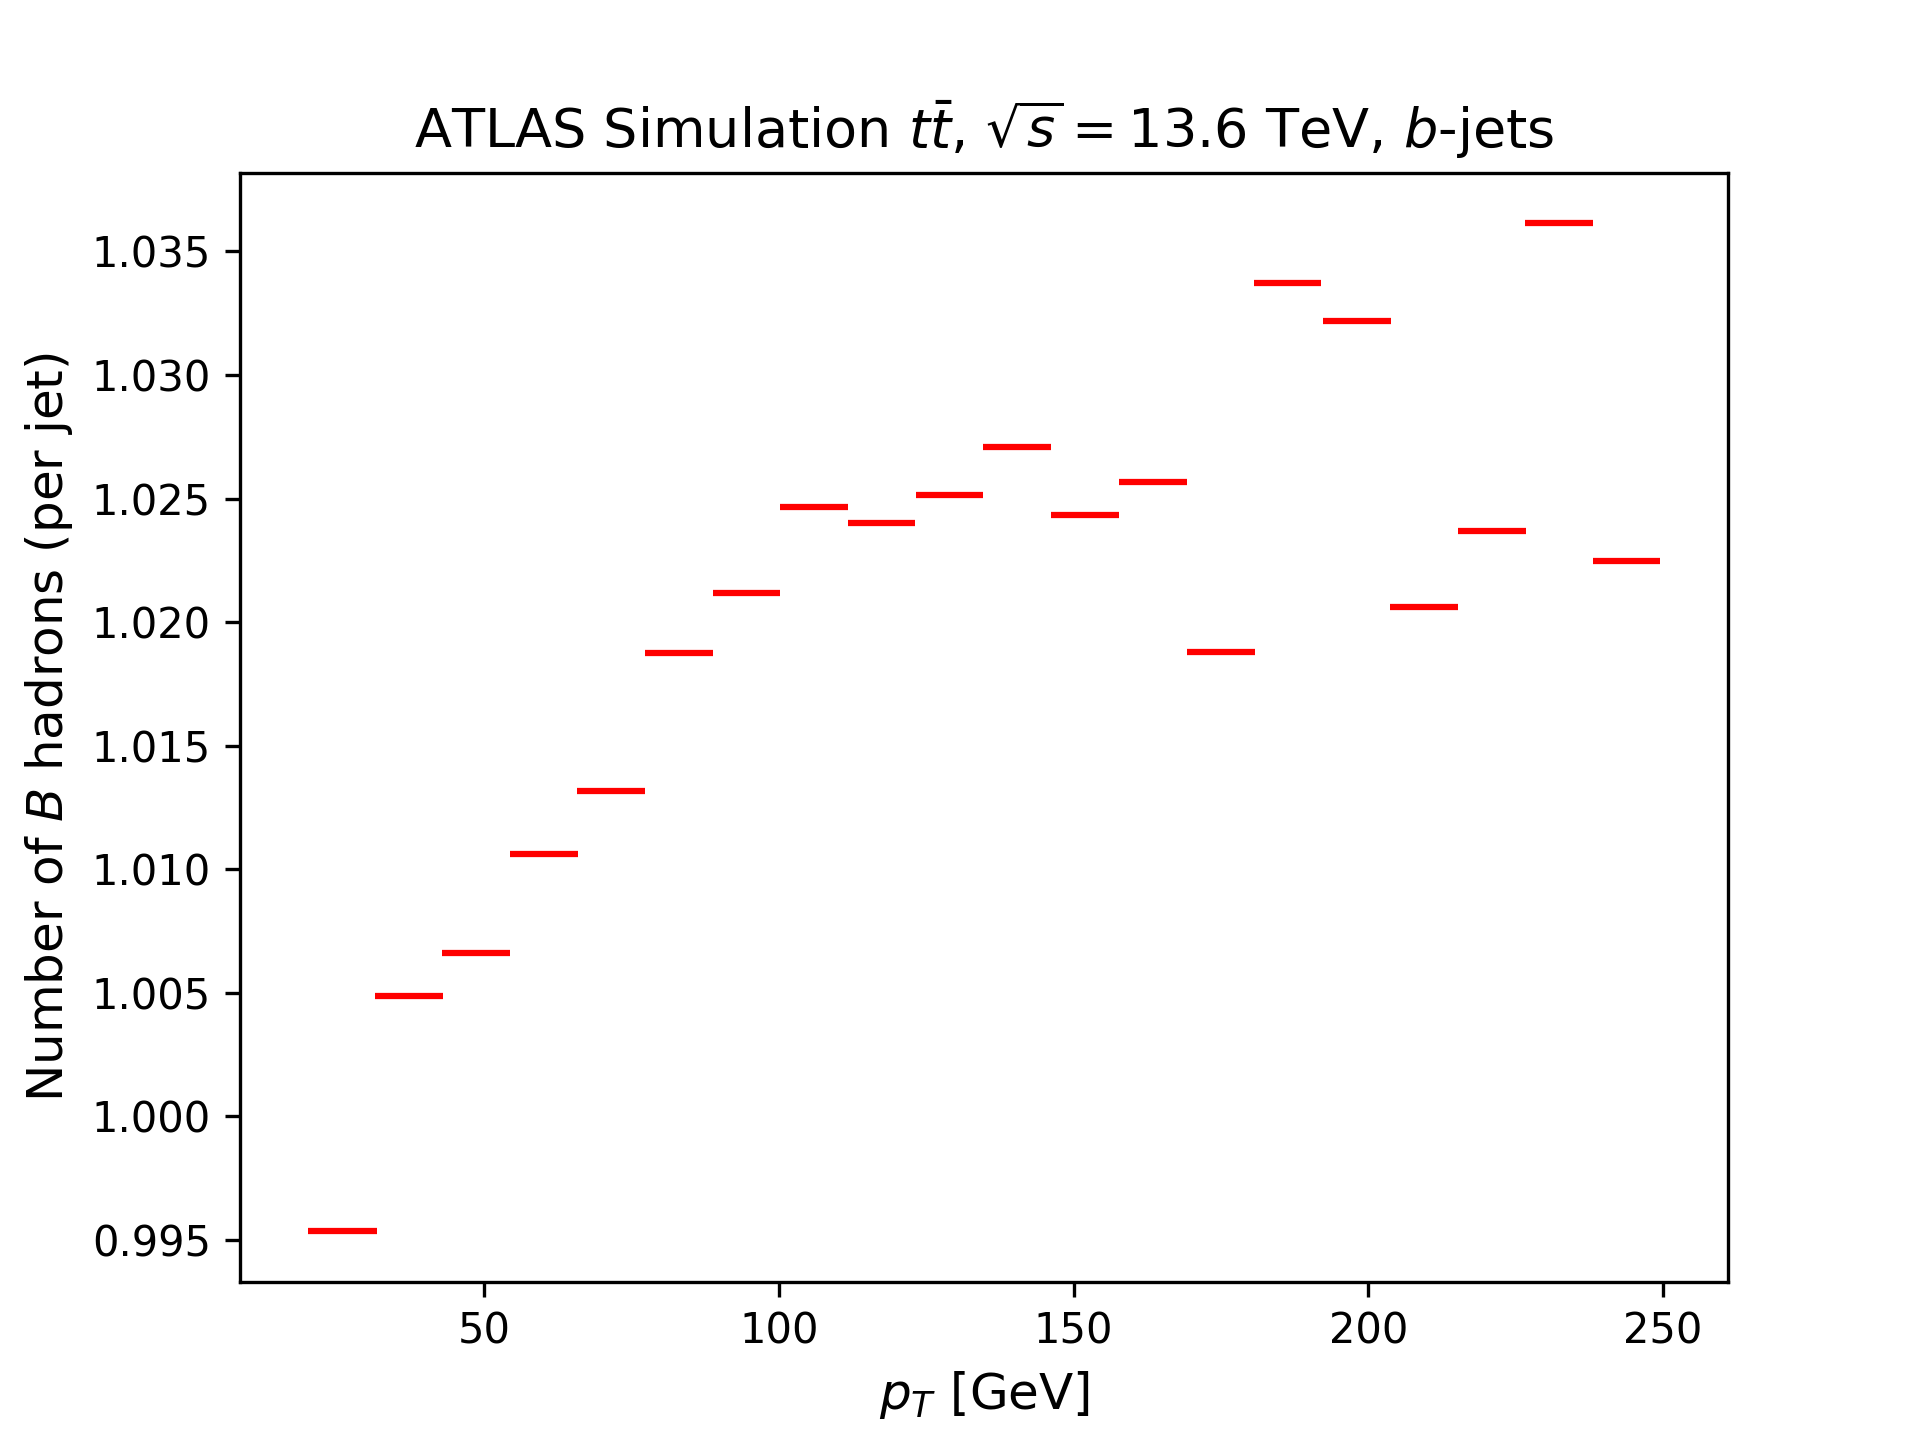 ATLAS Simulation $t\bar{t}$, $\sqrt{s} = 13.6$ TeV, $b$-jets
Number of $B$ hadrons (per jet)
1.035
1.030
1.025
1.020
1.015
1.010
1.005
1.000
0.995
50 100 150 200 250
$p_T$ [GeV]